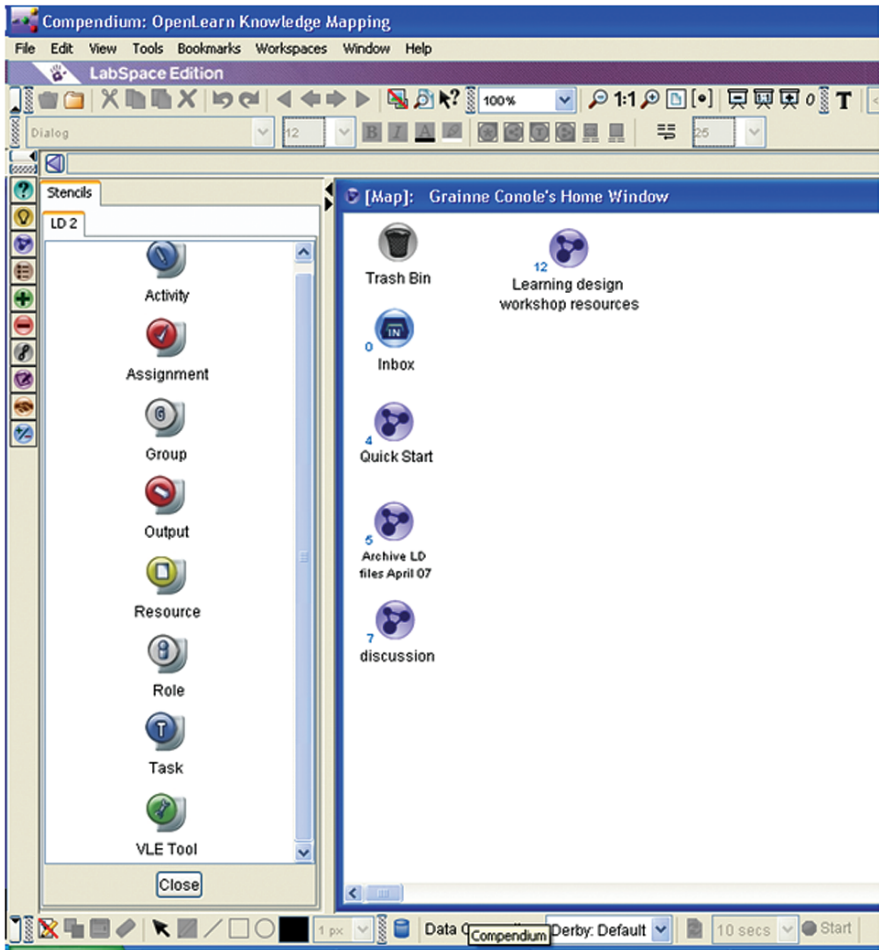 Compendium: OpenLearn Knowledge Mapping
File Edit View Tools Bookmarks Workspaces Window Help
LabSpace Edition
100% 1:1 0 T
Dialog 12 B I A 25
Stencils
LD 2
Activity
Assignment
G
Group
Output
Resource
Role
T
Task
VLE Tool
Close
[Map]: Grainne Conole's Home Window
Trash Bin
12
Learning design
workshop resources
IN
0
Inbox
4
Quick Start
5
Archive LD
files April 07
7
discussion
1 px Data Derby: Default 10 secs Start
Compendium